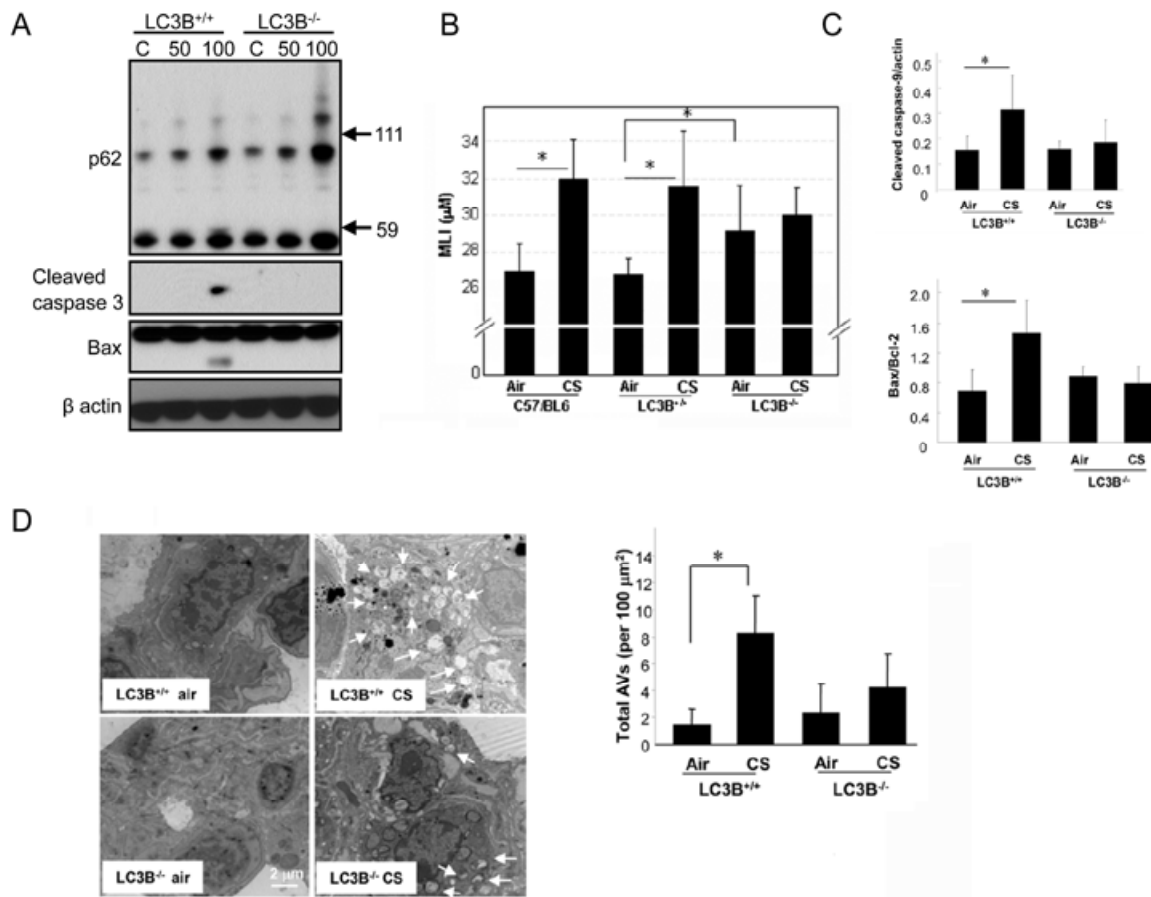 A
LC3B+/+ LC3B-/-
C 50 100 C 50 100
111
p62
59
Cleaved
caspase 3
Bax
β actin
B
MLI (μM)
34
32
30
28
26
0
*
*
*
Air CS Air CS Air CS
C57/BL6 LC3B+/+ LC3B-/-
C
Cleaved caspase-9/actin
0.5
0.4
0.3
0.2
0.1
0
*
Air CS Air CS
LC3B+/+ LC3B-/-
Bax/Bcl-2
2.0
1.6
1.2
0.8
0.4
0
*
Air CS Air CS
LC3B+/+ LC3B-/-
D
LC3B+/+ air
LC3B+/+ CS
LC3B-/- air
2 μm
LC3B-/- CS
Total AVs (per 100 μm2)
14
12
10
8
6
4
2
0
*
Air CS Air CS
LC3B+/+ LC3B-/-